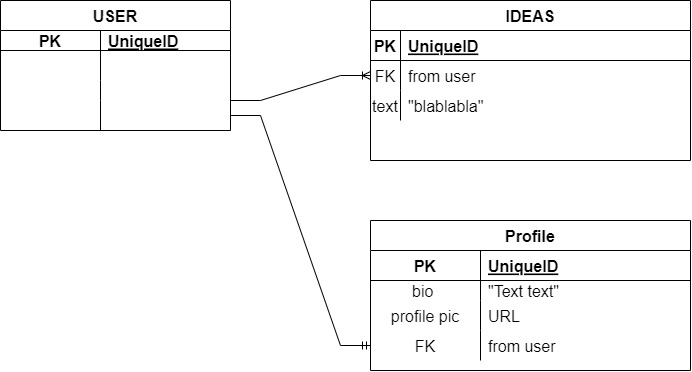 USER
PK UniqueID
IDEAS
PK UniqueID
FK from user
text "blablabla"
Profile
PK UniqueID
bio "Text text"
profile pic URL
FK from user